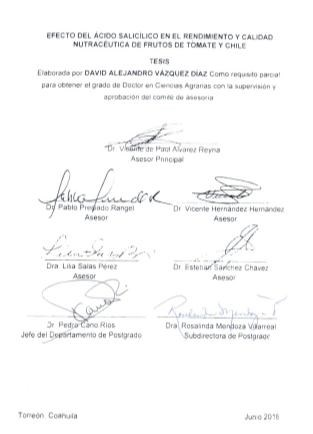 EFECTO DEL ÁCIDO SALICÍLICO EN EL RENDIMIENTO Y CALIDAD
NUTRACÉUTICA DE FRUTOS DE TOMATE Y CHILE
TESIS
Elaborada por DAVID ALEJANDRO VÁZQUEZ DÍAZ Como requisito parcial
para obtener el grado de Doctor en Ciencias Agrarias con la supervisión y
aprobación del comité de asesoría
Dr. Vicente de Paul Alvarez Reyna
Asesor Principal
Dr. Pablo Preciado Rangel
Asesor
Dr. Vicente Hernández Hernández
Asesor
Dra. Lilia Salas Pérez
Asesor
Dr. Esteban Sánchez Chavez
Asesor
Dr. Pedro Cano Ríos
Jefe del Departamento de Postgrado
Dra. Rosalinda Mendoza Villarreal
Subdirectora de Postgrado
Torreón Coahuila
Junio 2016